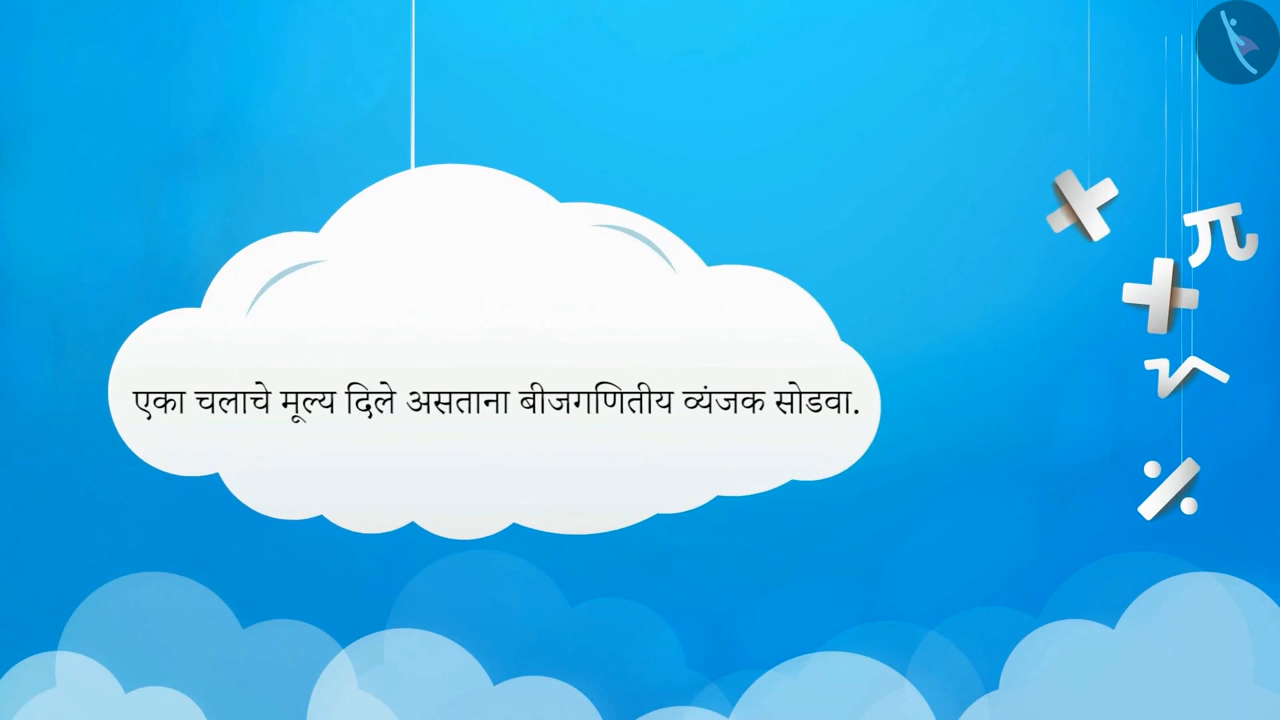 एका चलाचे मूल्य दिले असताना बीजगणितीय व्यंजक सोडवा.